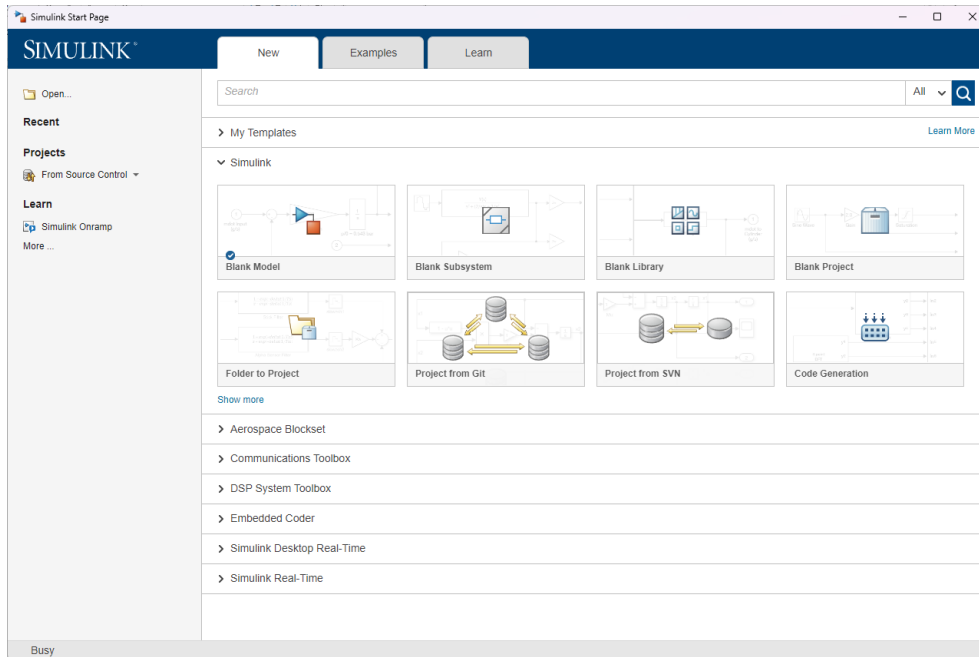 Simulink Start Page
SIMULINK®
New
Examples
Learn
Open...
Recent
Projects
From Source Control
Learn
Simulink Onramp
More ...
Search
All
My Templates
Learn More
Simulink
Blank Model
Blank Subsystem
Blank Library
Blank Project
Folder to Project
Project from Git
Project from SVN
Code Generation
Show more
Aerospace Blockset
Communications Toolbox
DSP System Toolbox
Embedded Coder
Simulink Desktop Real-Time
Simulink Real-Time
Busy